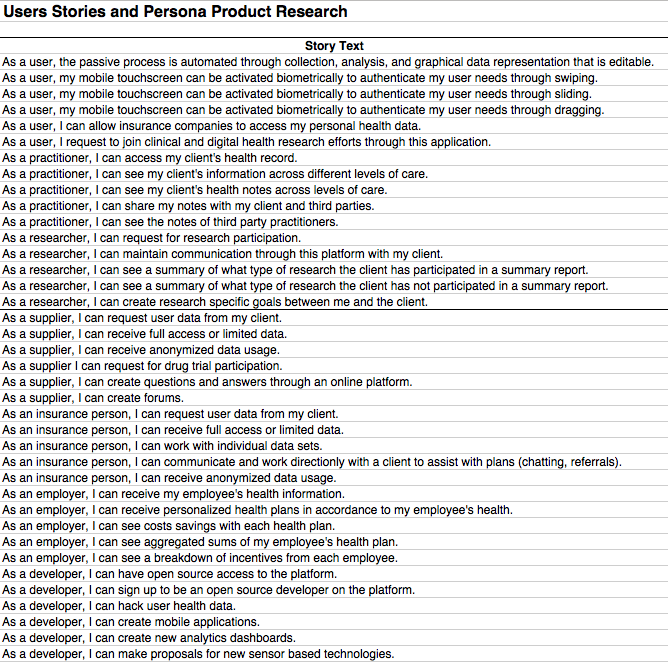 Users Stories and Persona Product Research
Story Text
As a user, the passive process is automated through collection, analysis, and graphical data representation that is editable.
As a user, my mobile touchscreen can be activated biometrically to authenticate my user needs through swiping.
As a user, my mobile touchscreen can be activated biometrically to authenticate my user needs through sliding.
As a user, my mobile touchscreen can be activated biometrically to authenticate my user needs through dragging.
As a user, I can allow insurance companies to access my personal health data.
As a user, I request to join clinical and digital health research efforts through this application.
As a practitioner, I can access my client's health record.
As a practitioner, I can see my client's information across different levels of care.
As a practitioner, I can see my client's health notes across levels of care.
As a practitioner, I can share my notes with my client and third parties.
As a practitioner, I can see the notes of third party practitioners.
As a researcher, I can request for research participation.
As a researcher, I can maintain communication through this platform with my client.
As a researcher, I can see a summary of what type of research the client has participated in a summary report.
As a researcher, I can see a summary of what type of research the client has not participated in a summary report.
As a researcher, I can create research specific goals between me and the client.
As a supplier, I can request user data from my client.
As a supplier, I can receive full access or limited data.
As a supplier, I can receive anonymized data usage.
As a supplier I can request for drug trial participation.
As a supplier, I can create questions and answers through an online platform.
As a supplier, I can create forums.
As an insurance person, I can request user data from my client.
As an insurance person, I can receive full access or limited data.
As an insurance person, I can work with individual data sets.
As an insurance person, I can communicate and work directionly with a client to assist with plans (chatting, referrals).
As an insurance person, I can receive anonymized data usage.
As an employer, I can receive my employee's health information.
As an employer, I can receive personalized health plans in accordance to my employee's health.
As an employer, I can see costs savings with each health plan.
As an employer, I can see aggregated sums of my employee's health plan.
As an employer, I can see a breakdown of incentives from each employee.
As a developer, I can have open source access to the platform.
As a developer, I can sign up to be an open source developer on the platform.
As a developer, I can hack user health data.
As a developer, I can create mobile applications.
As a developer, I can create new analytics dashboards.
As a developer, I can make proposals for new sensor based technologies.